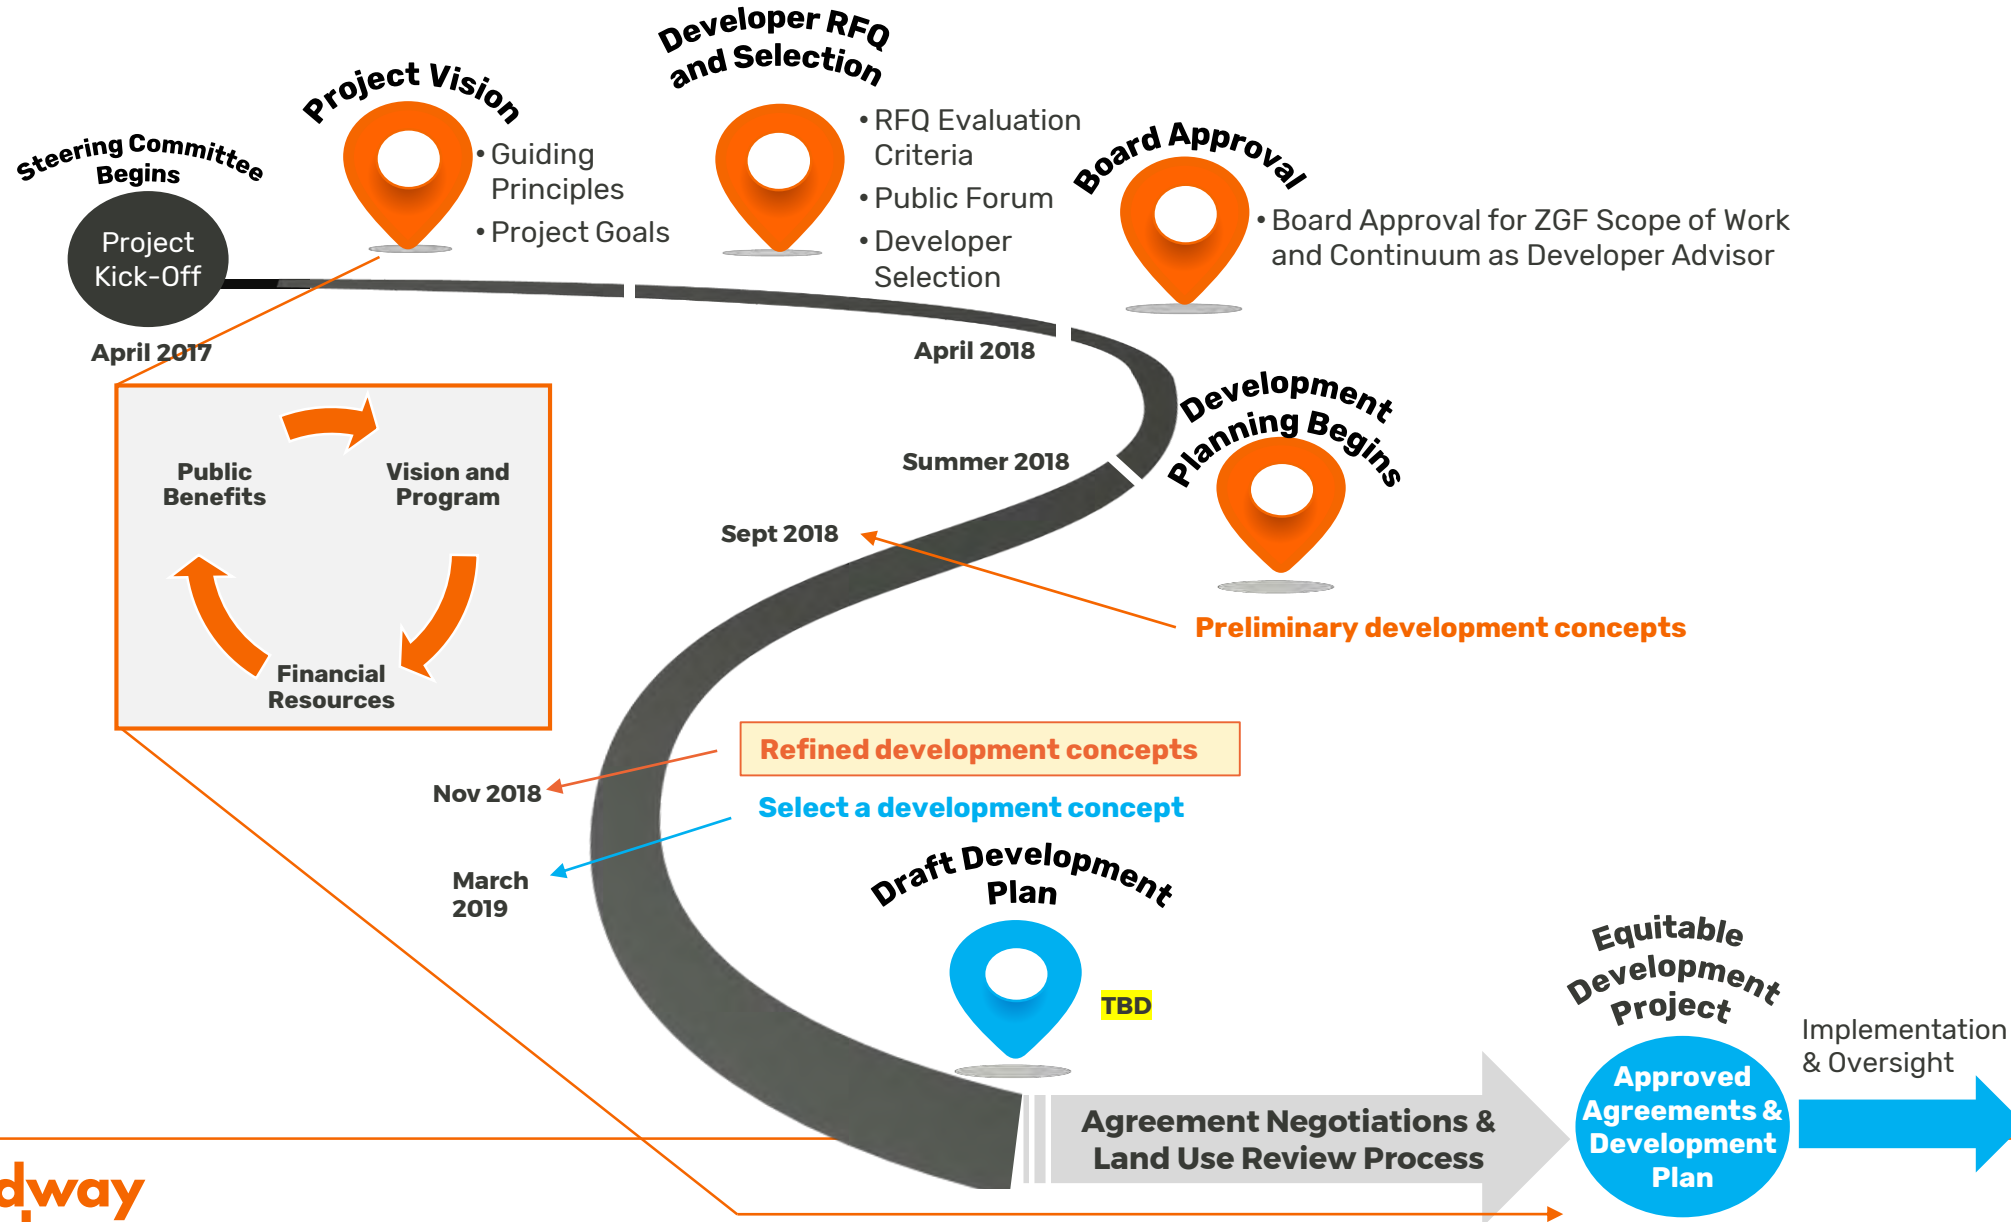 Developer RFQ
and Selection
Project Vision
• RFQ Evaluation
Criteria
• Public Forum
• Developer
Selection
Steering Committee
Begins
• Guiding
Principles
• Project Goals
Board Approval
• Board Approval for ZGF Scope of Work
and Continuum as Developer Advisor
Project
Kick-Off
April 2017
April 2018
Development
Planning Begins
Public
Benefits
Vision and
Program
Financial
Resources
Summer 2018
Sept 2018
Preliminary development concepts
Refined development concepts
Nov 2018
Select a development concept
March
2019
Draft Development
Plan
TBD
Equitable
Development
Project
Implementation
& Oversight
Approved
Agreements &
Development
Plan
Agreement Negotiations &
Land Use Review Process
dway